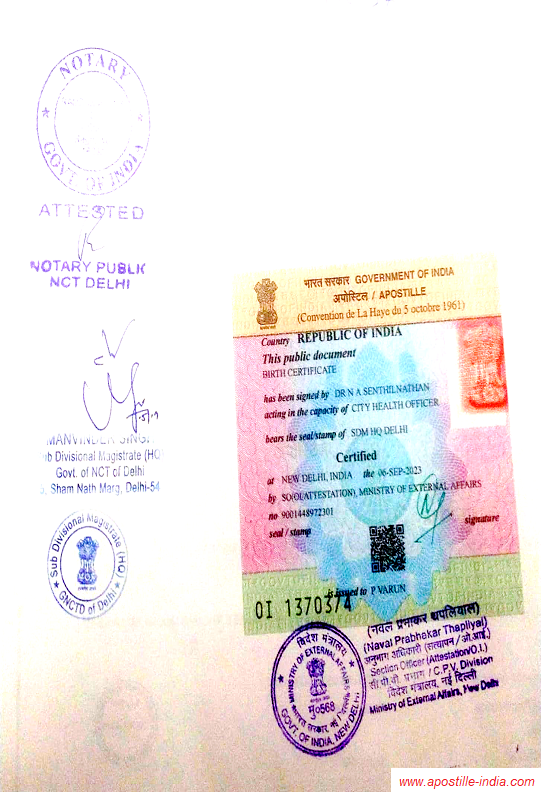 NOTARY
GOVT. OF INDIA
ATTESTED
NOTARY PUBLIC
NCT DELHI
MANVINDER SINGH
ub Divisional Magistrate (HQ
Govt. of NCT of Delhi
, Sham Nath Marg, Delhi-54
Sub Divisional Magistrate (HQ)
GNCTD of Delhi
भारत सरकार GOVERNMENT OF INDIA
अपोस्टिल / APOSTILLE
(Convention de La Haye du 5 octobre 1961)
Country REPUBLIC OF INDIA
This public document
BIRTH CERTIFICATE
has been signed by DR N A SENTHILNATHAN
acting in the capacity of CITY HEALTH OFFICER
bears the seal/stamp of SDM HQ DELHI
Certified
at NEW DELHI, INDIA the 06-SEP-2023
by SO(OI/ATTESTATION), MINISTRY OF EXTERNAL AFFAIRS
no 9001448972301
seal / stamp signature
is issued to P VARUN
OI 1370374
विदेश मंत्रालय
MINISTRY OF EXTERNAL AFFAIRS
मु0568
भारत सरकार नई दिल्ली
GOVT. OF INDIA, NEW DELHI
(नवल प्रभाकर थपलियाल)
(Naval Prabhakar Thapliyal)
अनुभाग अधिकारी (सत्यापन / ओ.आई.)
Section Officer (Attestation/O.I.)
सी.पी.वी. प्रभाग / C.P.V. Division
विदेश मंत्रालय, नई दिल्ली
Ministry of External Affairs, New Delhi
www.apostille-india.com